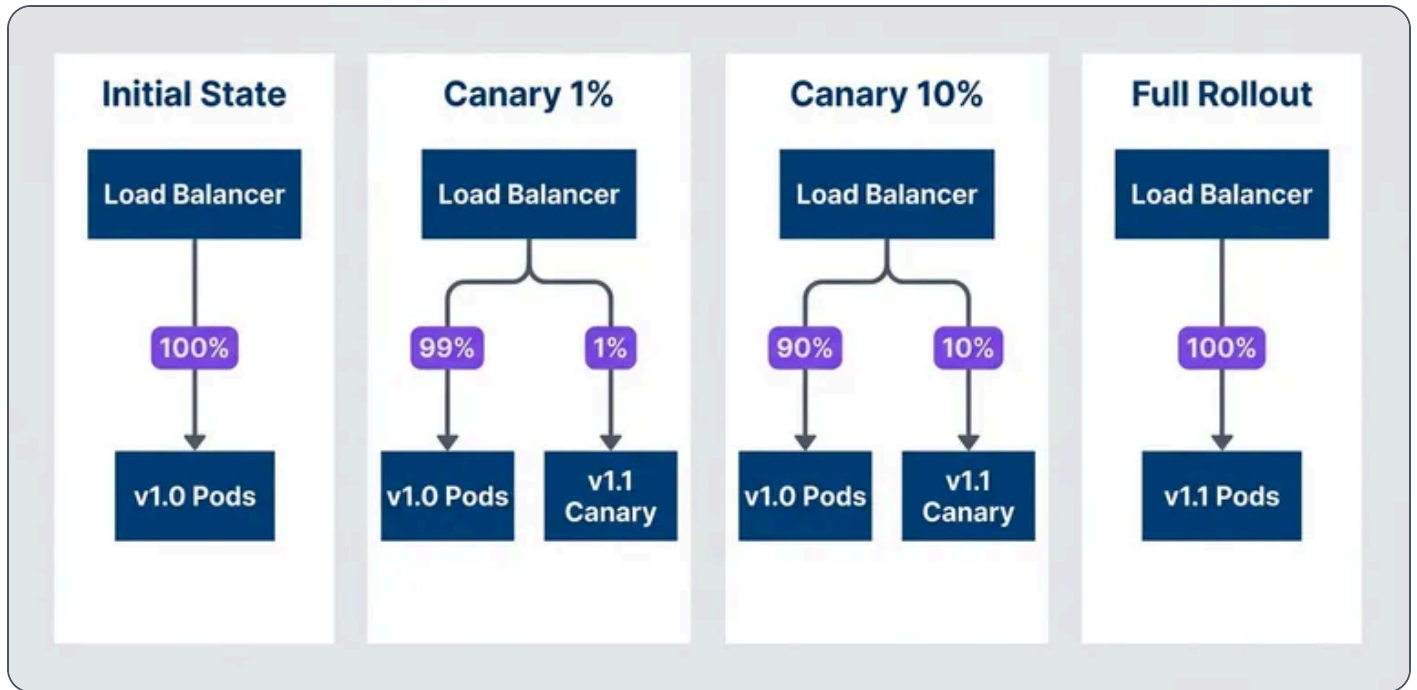 Initial State
Load Balancer
100%
v1.0 Pods
Canary 1%
Load Balancer
99%
1%
v1.0 Pods
v1.1
Canary
Canary 10%
Load Balancer
90%
10%
v1.0 Pods
v1.1
Canary
Full Rollout
Load Balancer
100%
v1.1 Pods